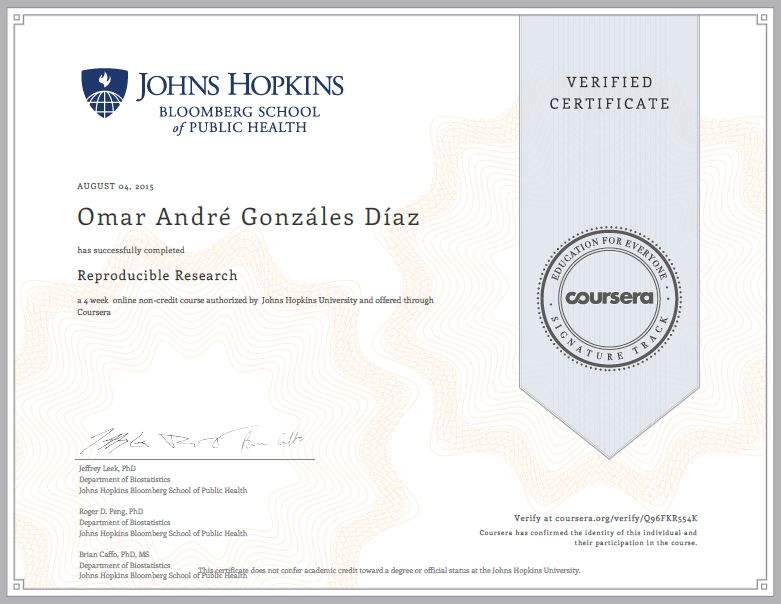 JOHNS HOPKINS
BLOOMBERG SCHOOL
of PUBLIC HEALTH
VERIFIED
CERTIFICATE
AUGUST 04, 2015
Omar André Gonzáles Díaz
has successfully completed
Reproducible Research
a 4 week online non-credit course authorized by Johns Hopkins University and offered through
Coursera
EDUCATION FOR EVERYONE
coursera
SIGNATURE TRACK
Jeffrey Leek, PhD
Department of Biostatistics
Johns Hopkins Bloomberg School of Public Health
Roger D. Peng, PhD
Department of Biostatistics
Johns Hopkins Bloomberg School of Public Health
Brian Caffo, PhD, MS
Department of Biostatistics
Johns Hopkins Bloomberg School of Public Health
Verify at coursera.org/verify/Q96FKR554K
Coursera has confirmed the identity of this individual and
their participation in the course.
This certificate does not confer academic credit toward a degree or official status at the Johns Hopkins University.